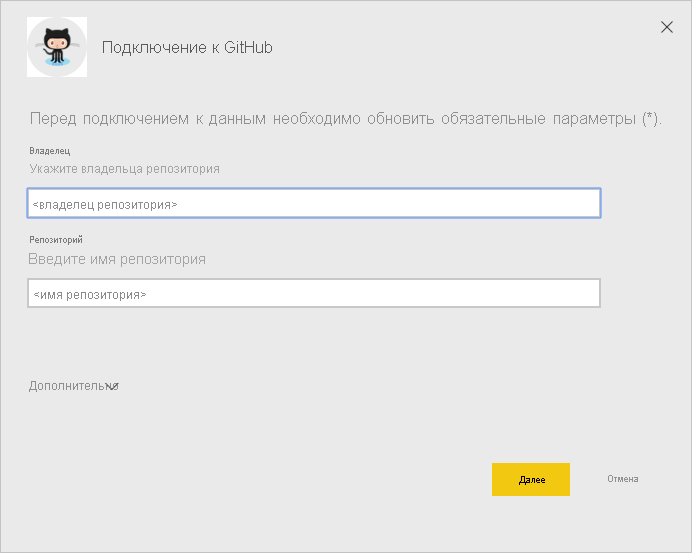 Подключение к GitHub
Перед подключением к данным необходимо обновить обязательные параметры (*).
Владелец
Укажите владельца репозитория
<владелец репозитория>
Репозиторий
Введите имя репозитория
<имя репозитория>
Дополнительно
Далее
Отмена